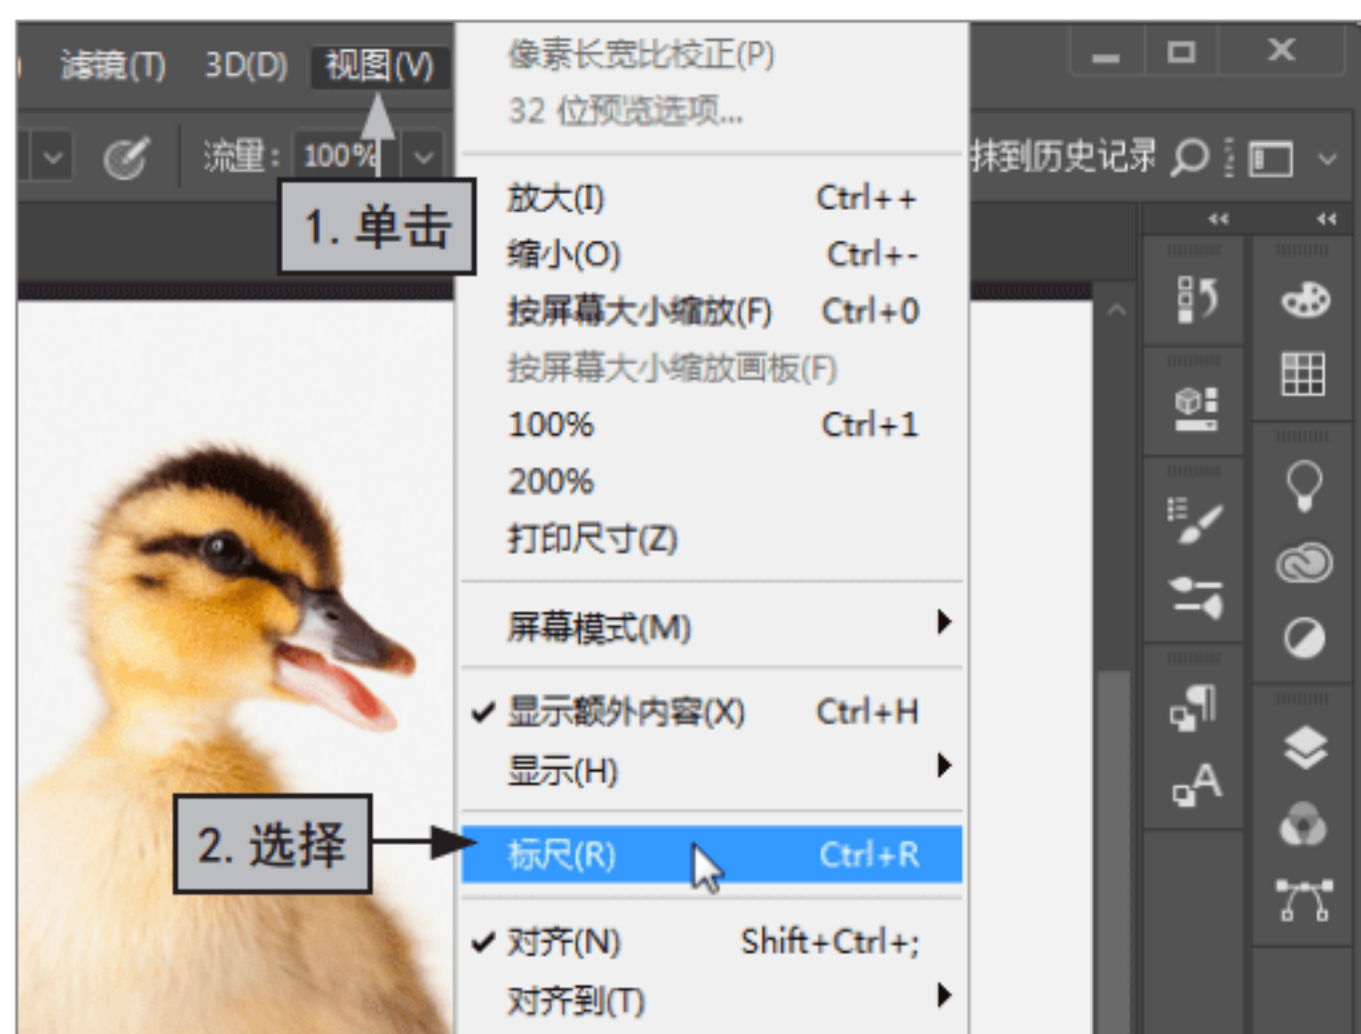 滤镜(T) 3D(D) 视图(V)
流量: 100%
抹到历史记录
1. 单击
像素长宽比校正(P)
32 位预览选项...
放大(I) Ctrl++
缩小(O) Ctrl+-
按屏幕大小缩放(F) Ctrl+0
按屏幕大小缩放画板(F)
100% Ctrl+1
200%
打印尺寸(Z)
屏幕模式(M)
显示额外内容(X) Ctrl+H
显示(H)
2. 选择
标尺(R) Ctrl+R
对齐(N) Shift+Ctrl+;
对齐到(T)